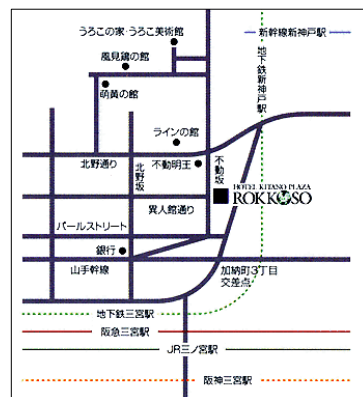 うろこの家・うろこ美術館
新幹線新神戸駅
風見鶏の館
地下鉄新神戸駅
萌黄の館
ラインの館
北野通り
北野坂
不動明王
不動坂
HOTEL KITANO PLAZA
ROKKOSO
異人館通り
パールストリート
銀行
山手幹線
加納町3丁目
交差点
地下鉄三宮駅
阪急三宮駅
JR三ノ宮駅
阪神三宮駅